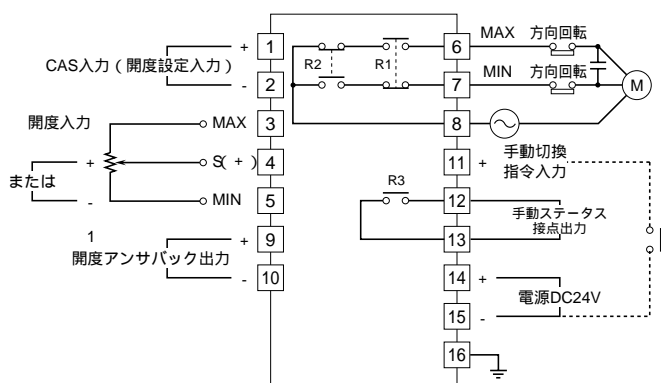 1
+
CAS入力(開度設定入力)
-
2
開度入力
MAX
3
+
S( + )
4
または
-
MIN
5
1
+
9
開度アンサバック出力
-
10
R2
R1
6
MAX
方向回転
7
MIN
方向回転
M
8
11
+
手動切換
指令入力
R3
12
手動ステータス
接点出力
13
14
+
電源DC24V
15
-
16